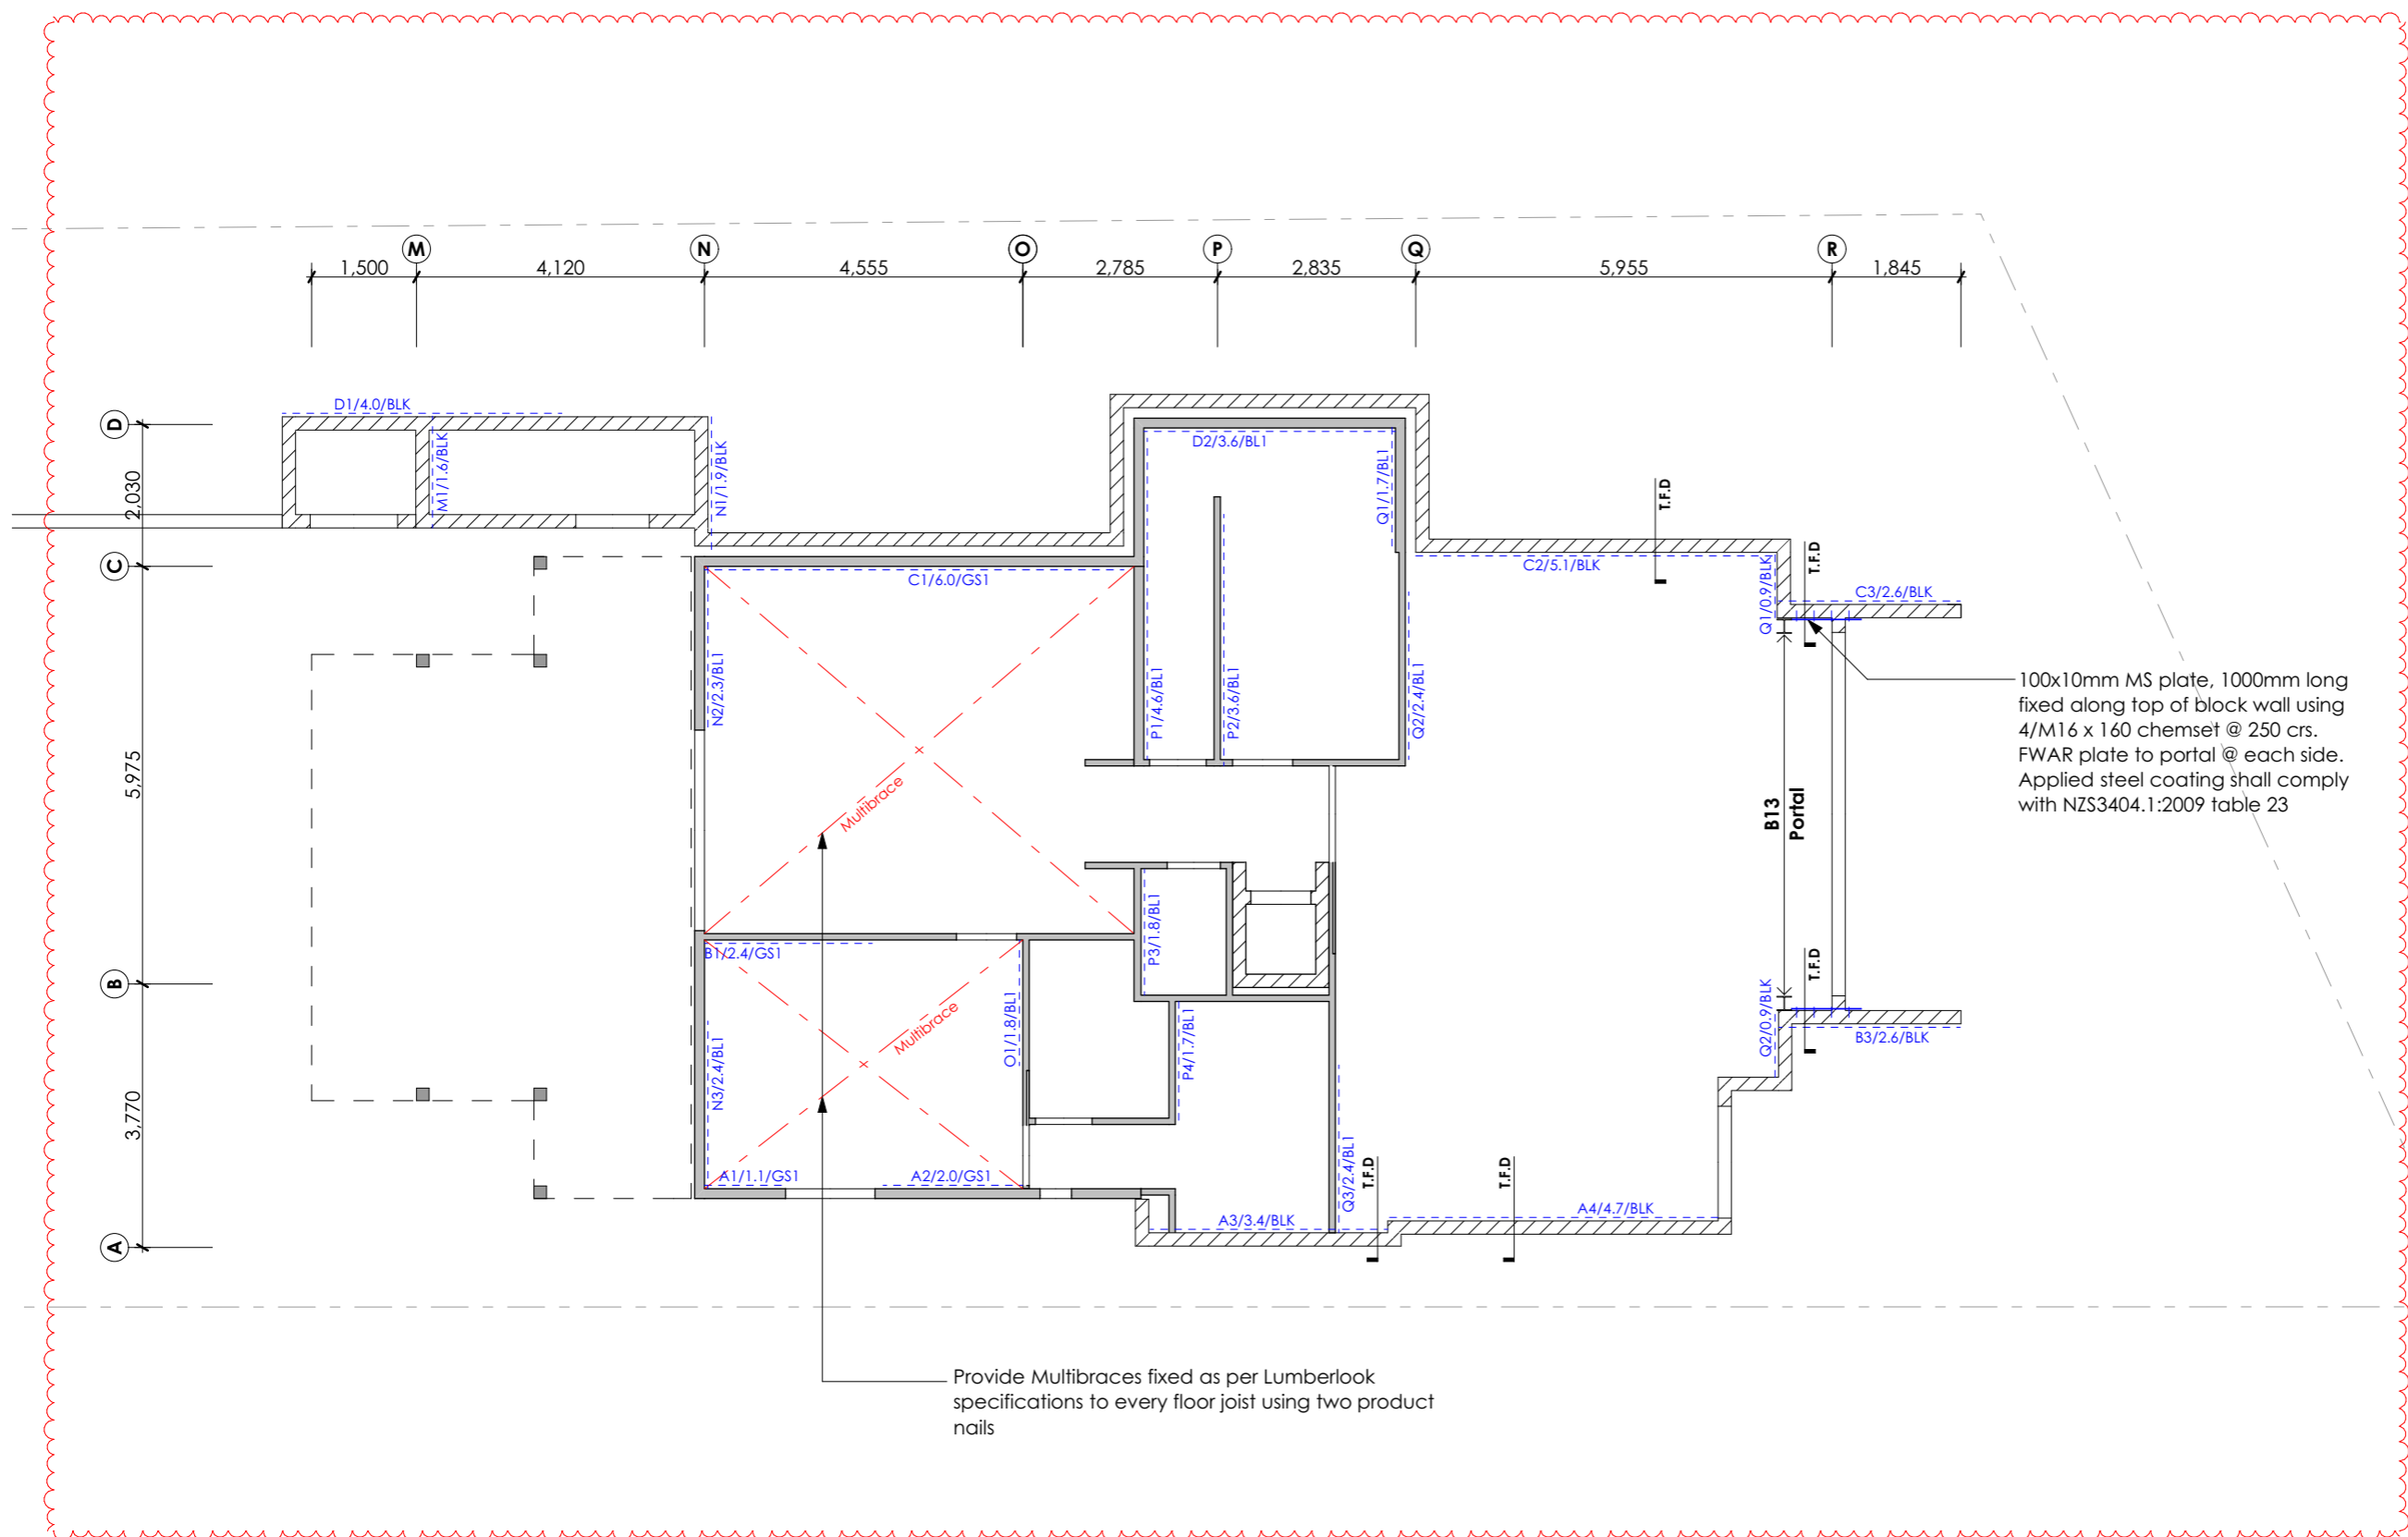 M
N
O
P
Q
R
1,500
4,120
4,555
2,785
2,835
5,955
1,845
D
C
B
A
2,030
5,975
3,770
D1/4.0/BLK
M1/1.6/BLK
N1/1.9/BLK
D2/3.6/BL1
Q1/1.7/BL1
T.F.D
T.F.D
C1/6.0/GS1
C2/5.1/BLK
Q1/0.9/BLK
C3/2.6/BLK
N2/2.3/BL1
P1/4.6/BL1
P2/3.6/BL1
Q2/2.4/BL1
100x10mm MS plate, 1000mm long
fixed along top of block wall using
4/M16 x 160 chemset @ 250 crs.
FWAR plate to portal @ each side.
Applied steel coating shall comply
with NZS3404.1:2009 table 23
Multibrace
B13
Portal
B1/2.4/GS1
P3/1.8/BL1
T.F.D
Multibrace
O1/1.8/BL1
P4/1.7/BL1
Q2/0.9/BLK
B3/2.6/BLK
N3/2.4/BL1
A1/1.1/GS1
A2/2.0/GS1
Q3/2.4/BL1
T.F.D
T.F.D
A3/3.4/BLK
A4/4.7/BLK
Provide Multibraces fixed as per Lumberlook
specifications to every floor joist using two product
nails